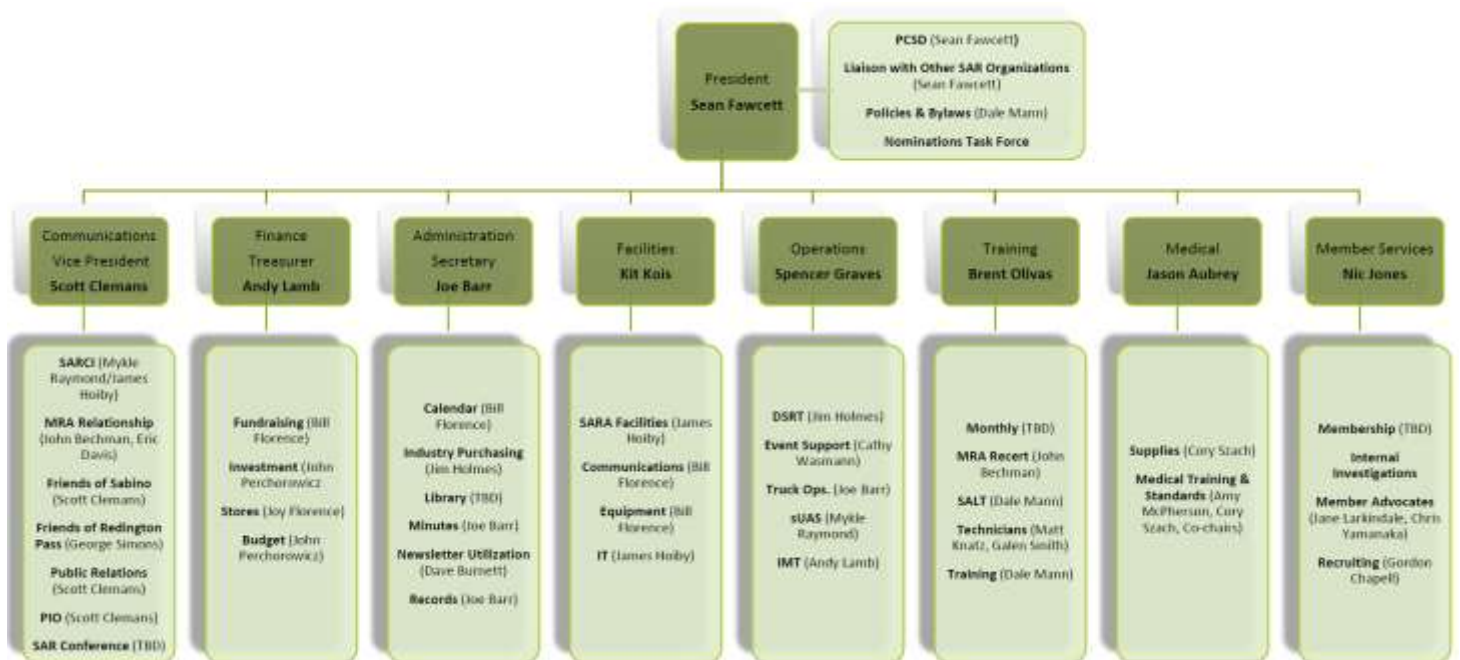 President
Sean Fawcett
PCSD (Sean Fawcett)
Liaison with Other SAR Organizations
(Sean Fawcett)
Policies & Bylaws (Dale Mann)
Nominations Task Force
Communications
Vice President
Scott Clemans
SARCI (Mykle
Raymond/James
Hoiby)
MRA Relationship
(John Bechman, Eric
Davis)
Friends of Sabino
(Scott Clemans)
Friends of Redington
Pass (George Simons)
Public Relations
(Scott Clemans)
PIO (Scott Clemans)
SAR Conference (TBD)
Finance
Treasurer
Andy Lamb
Fundraising (Bill
Florence)
Investment (John
Perchorowicz
Stores (Joy Florence)
Budget (John
Perchorowicz)
Administration
Secretary
Joe Barr
Calendar (Bill
Florence)
Industry Purchasing
(Jim Holmes)
Library (TBD)
Minutes (Joe Barr)
Newsletter Utilization
(Dave Burnett)
Records (Joe Barr)
Facilities
Kit Kois
SARA Facilities (James
Hoiby)
Communications (Bill
Florence)
Equipment (Bill
Florence)
IT (James Hoiby)
Operations
Spencer Graves
DSRT (Jim Holmes)
Event Support (Cathy
Wasmann)
Truck Ops. (Joe Barr)
sUAS (Mykle
Raymond)
IMT (Andy Lamb)
Training
Brent Olivas
Monthly (TBD)
MRA Recert (John
Bechman)
SALT (Dale Mann)
Technicians (Matt
Knatz, Galen Smith)
Training (Dale Mann)
Medical
Jason Aubrey
Supplies (Cory Szach)
Medical Training &
Standards (Amy
McPherson, Cory
Szach, Co-chairs)
Member Services
Nic Jones
Membership (TBD)
Internal
Investigations
Member Advocates
(Jane Larkindale, Chris
Yamanaka)
Recruiting (Gordon
Chapell)